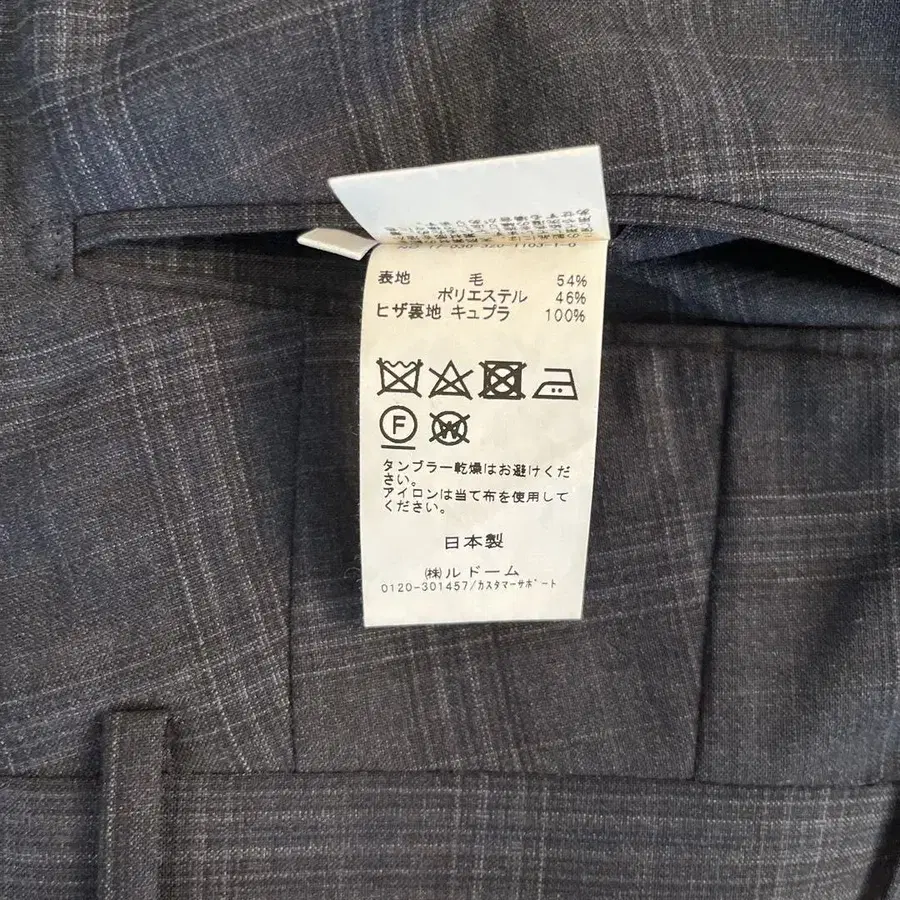 表地 毛 54%
ポリエステル 46%
ヒザ裏地 キュプラ 100%
F
W
タンブラー乾燥はお避けくだ
さい。
アイロンは当て布を使用して
ください。
日本製
㈱ルドーム
0120-301457/カスタマーサポート